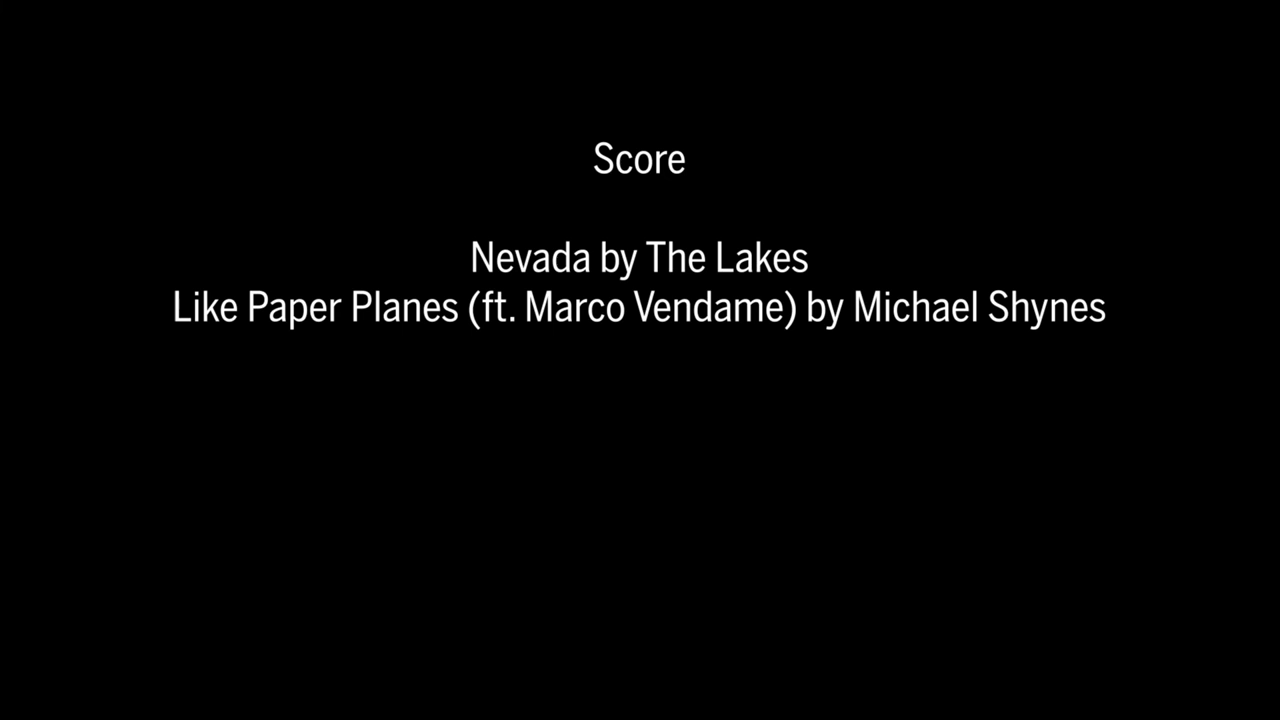 Score
Nevada by The Lakes
Like Paper Planes (ft. Marco Vendame) by Michael Shynes